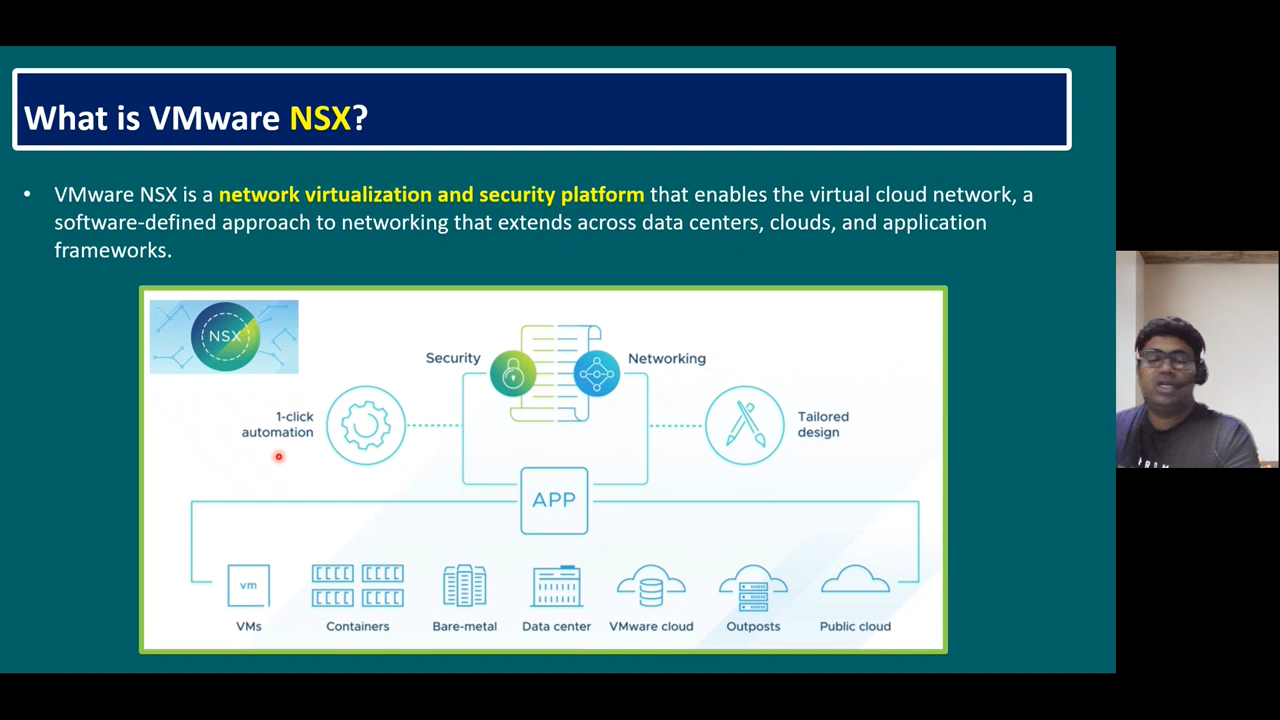 What is VMware NSX?
• VMware NSX is a network virtualization and security platform that enables the virtual cloud network, a
software-defined approach to networking that extends across data centers, clouds, and application
frameworks.
NSX
Security
Networking
1-click
automation
Tailored
design
APP
vm
VMs
Containers
Bare-metal
Data center
VMware cloud
Outposts
Public cloud